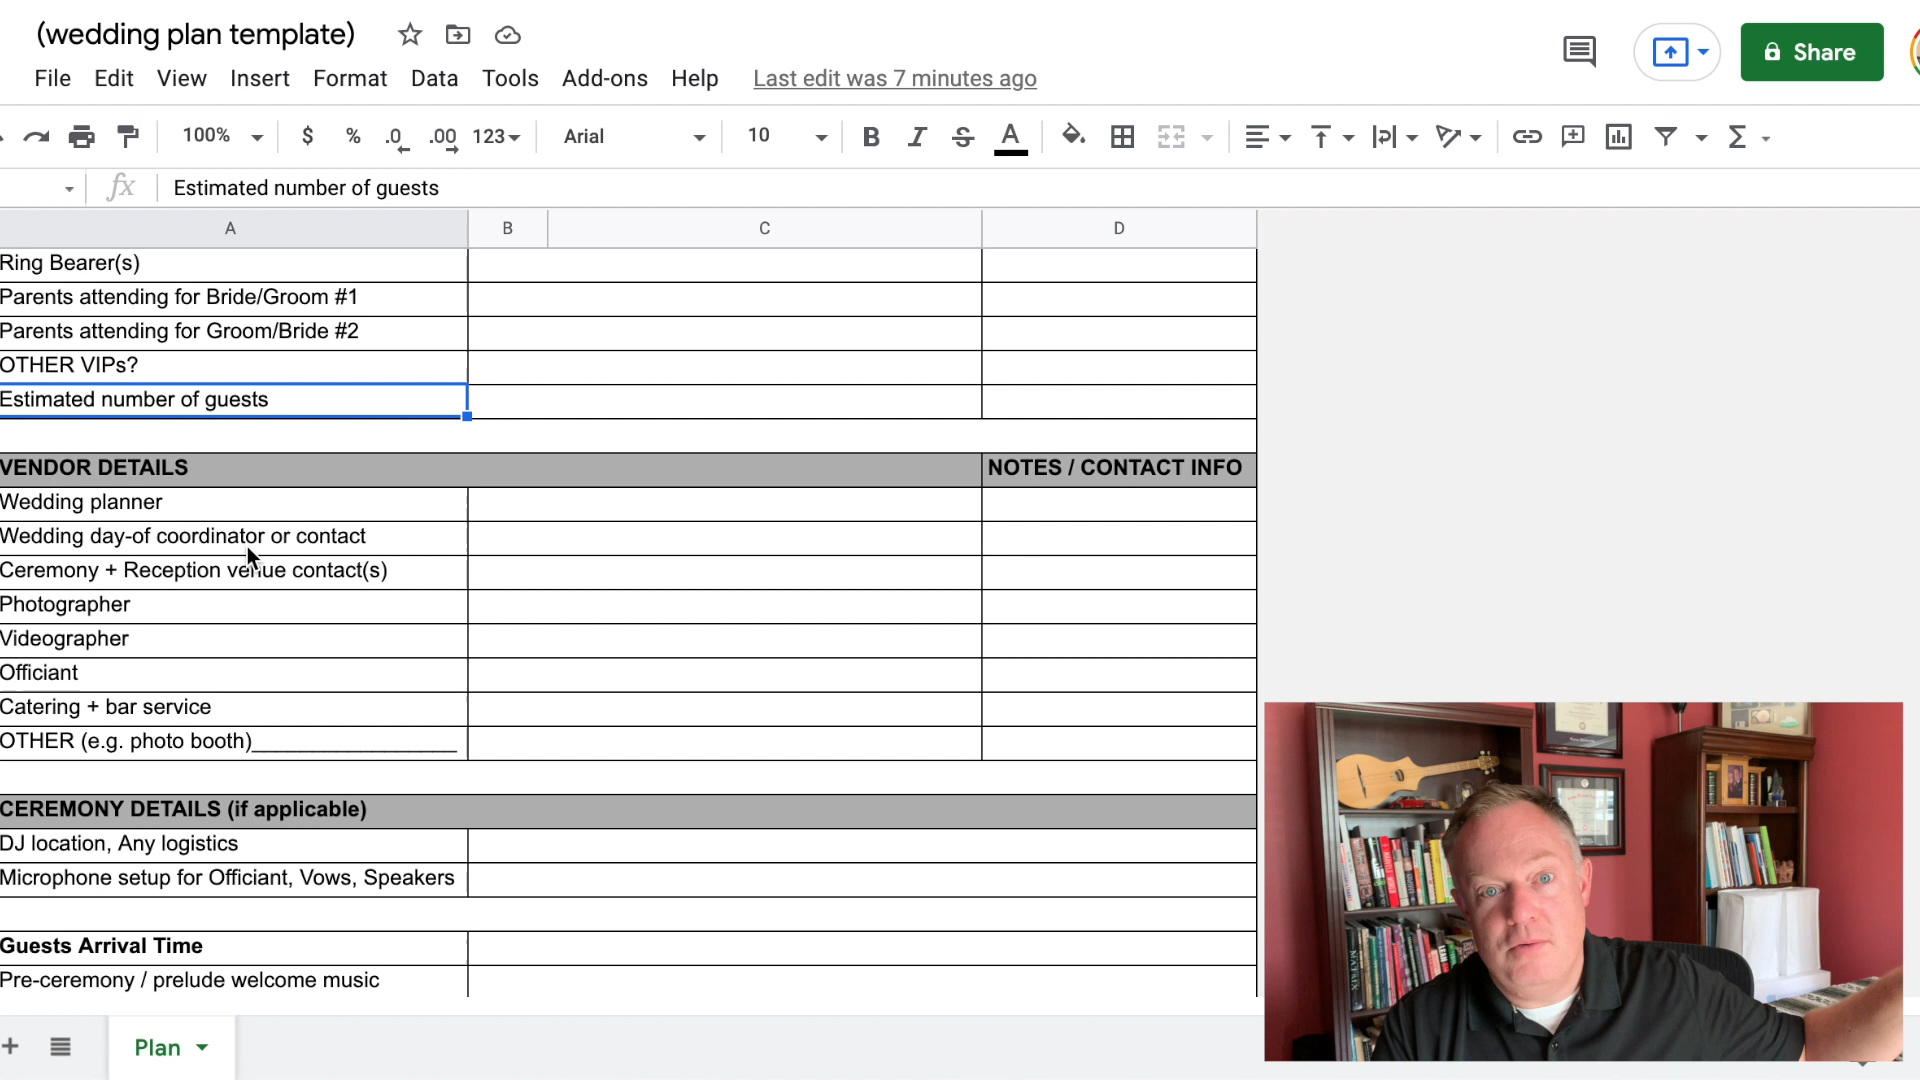 (wedding plan template)
File Edit View Insert Format Data Tools Add-ons Help Last edit was 7 minutes ago
Share
100% $ % .0 .00 123 Arial 10 B I S A Σ
fx Estimated number of guests
A B C D
Ring Bearer(s)
Parents attending for Bride/Groom #1
Parents attending for Groom/Bride #2
OTHER VIPs?
Estimated number of guests
VENDOR DETAILS NOTES / CONTACT INFO
Wedding planner
Wedding day-of coordinator or contact
Ceremony + Reception venue contact(s)
Photographer
Videographer
Officiant
Catering + bar service
OTHER (e.g. photo booth)_________________
CEREMONY DETAILS (if applicable)
DJ location, Any logistics
Microphone setup for Officiant, Vows, Speakers
Guests Arrival Time
Pre-ceremony / prelude welcome music
Plan